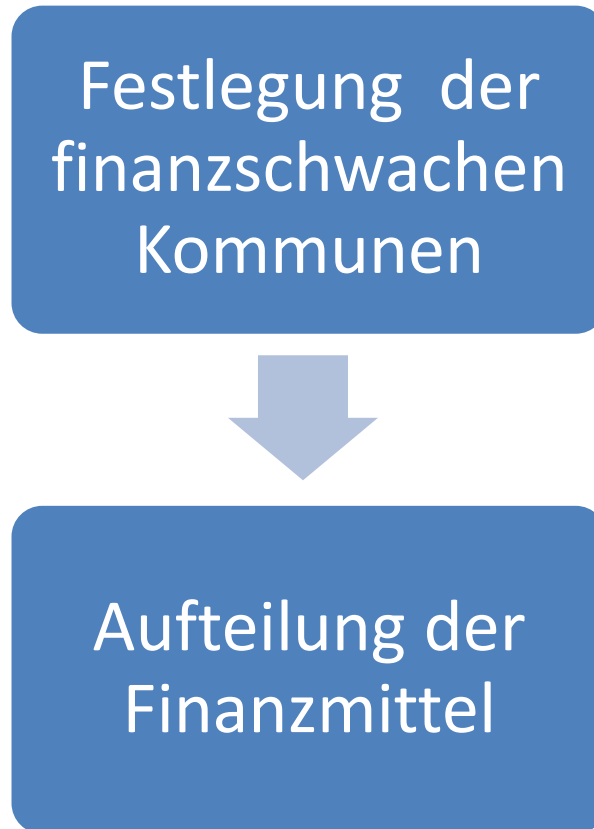 Festlegung der
finanzschwachen
Kommunen
Aufteilung der
Finanzmittel